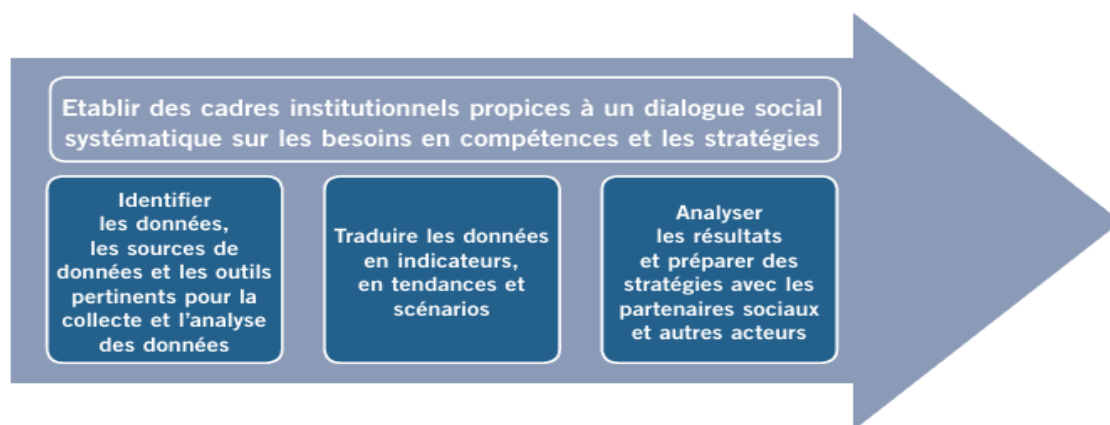 Etablir des cadres institutionnels propices à un dialogue social
systématique sur les besoins en compétences et les stratégies
Identifier
les données,
les sources de
données et les outils
pertinents pour la
collecte et l'analyse
des données
Traduire les données
en indicateurs,
en tendances et
scénarios
Analyser
les résultats
et préparer des
stratégies avec les
partenaires sociaux
et autres acteurs